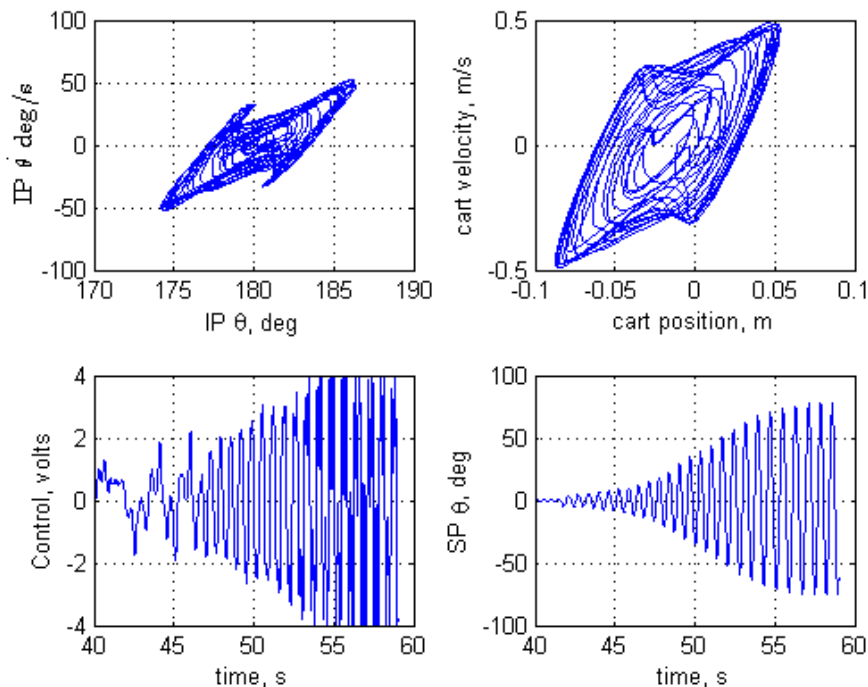 100
50
0
-50
-100
IP θ̇ deg/s
170 175 180 185 190
IP θ, deg
0.5
0
-0.5
cart velocity, m/s
-0.1 -0.05 0 0.05 0.1
cart position, m
4
2
0
-2
-4
Control, volts
40 45 50 55 60
time, s
100
50
0
-50
-100
SP θ, deg
40 45 50 55 60
time, s